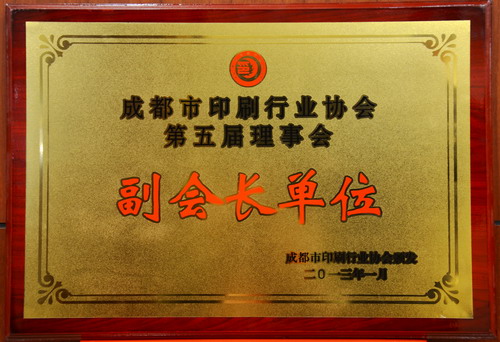 成都市印刷行业协会
第五届理事会
副会长单位
成都市印刷行业协会颁发
二〇一三年一月